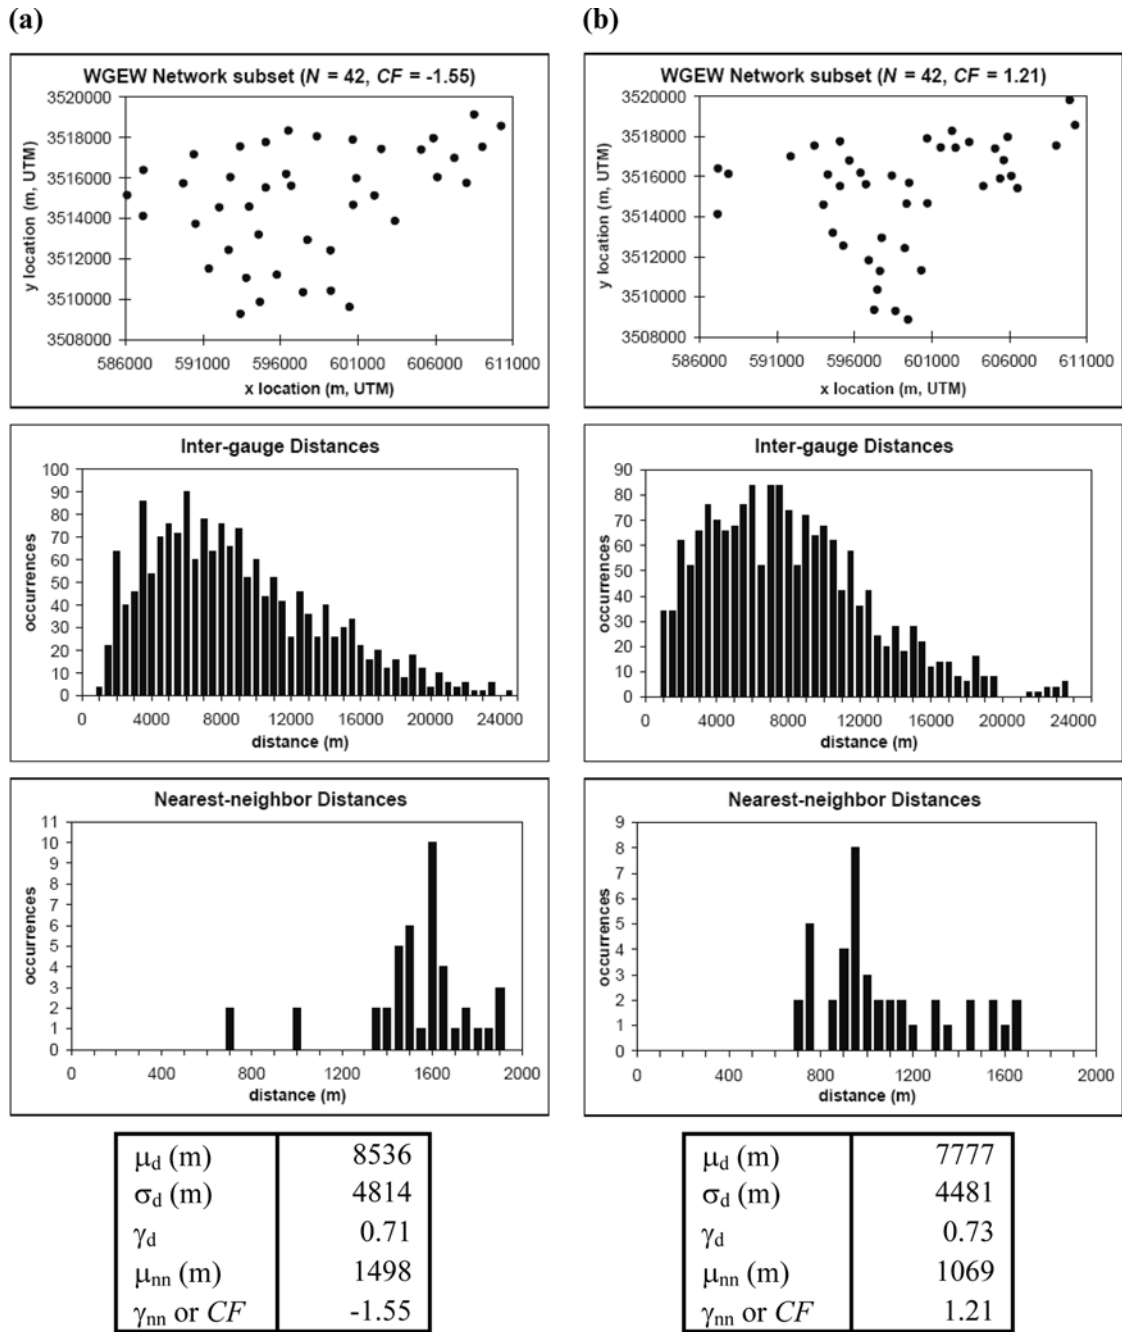 (a)
WGEW Network subset (N = 42, CF = -1.55)
y location (m, UTM)
3520000
3518000
3516000
3514000
3512000
3510000
3508000
586000 591000 596000 601000 606000 611000
x location (m, UTM)
Inter-gauge Distances
occurrences
100
90
80
70
60
50
40
30
20
10
0
0 4000 8000 12000 16000 20000 24000
distance (m)
Nearest-neighbor Distances
occurrences
11
10
9
8
7
6
5
4
3
2
1
0
0 400 800 1200 1600 2000
distance (m)
μd (m) 8536
σd (m) 4814
γd 0.71
μnn (m) 1498
γnn or CF -1.55
(b)
WGEW Network subset (N = 42, CF = 1.21)
y location (m, UTM)
3520000
3518000
3516000
3514000
3512000
3510000
3508000
586000 591000 596000 601000 606000 611000
x location (m, UTM)
Inter-gauge Distances
occurrences
90
80
70
60
50
40
30
20
10
0
0 4000 8000 12000 16000 20000 24000
distance (m)
Nearest-neighbor Distances
occurrences
9
8
7
6
5
4
3
2
1
0
0 400 800 1200 1600 2000
distance (m)
μd (m) 7777
σd (m) 4481
γd 0.73
μnn (m) 1069
γnn or CF 1.21